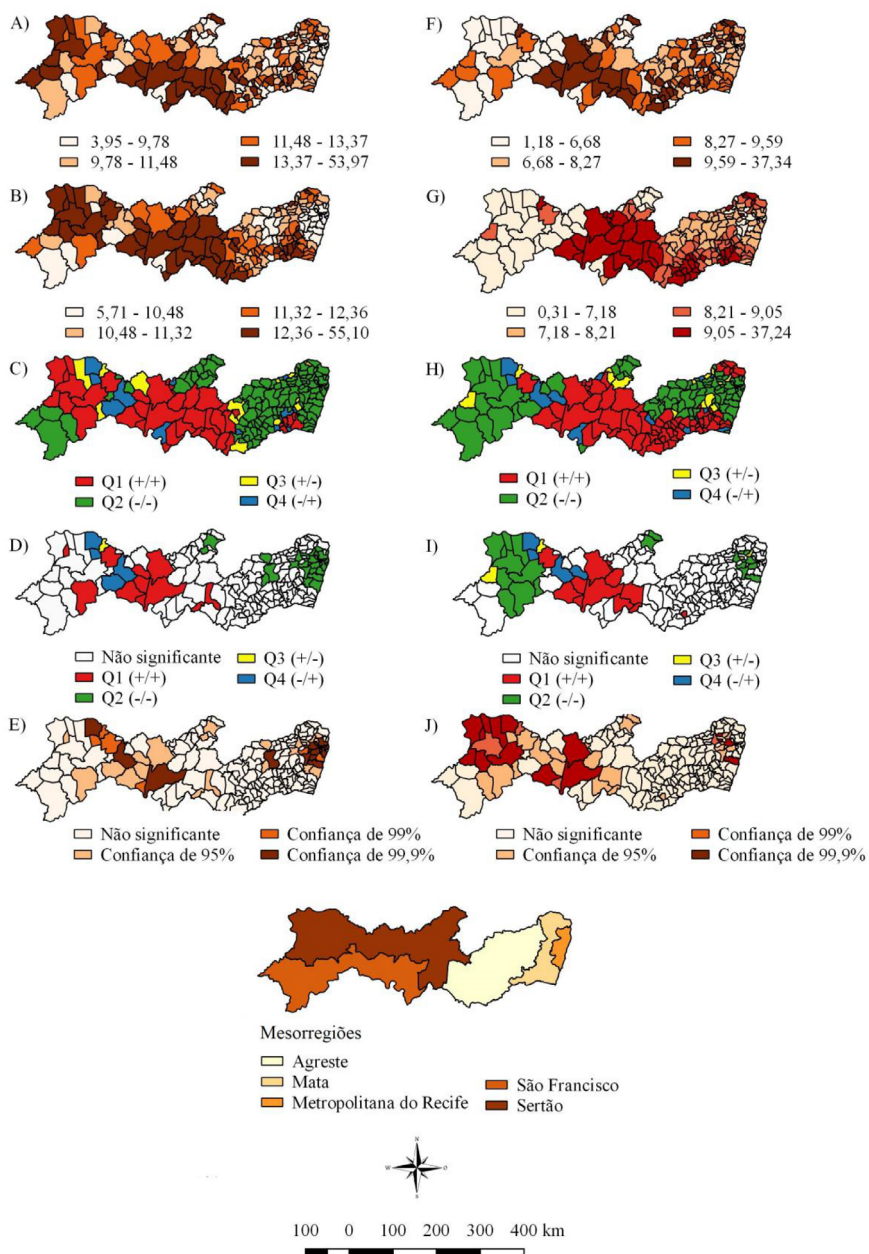 A)
3,95 - 9,78
11,48 - 13,37
9,78 - 11,48
13,37 - 53,97
B)
5,71 - 10,48
11,32 - 12,36
10,48 - 11,32
12,36 - 55,10
C)
Q1 (+/+)
Q3 (+/-)
Q2 (-/-)
Q4 (-/+)
D)
Não significante
Q3 (+/-)
Q1 (+/+)
Q4 (-/+)
Q2 (-/-)
E)
Não significante
Confiança de 99%
Confiança de 95%
Confiança de 99,9%
F)
1,18 - 6,68
8,27 - 9,59
6,68 - 8,27
9,59 - 37,34
G)
0,31 - 7,18
8,21 - 9,05
7,18 - 8,21
9,05 - 37,24
H)
Q1 (+/+)
Q3 (+/-)
Q2 (-/-)
Q4 (-/+)
I)
Não significante
Q3 (+/-)
Q1 (+/+)
Q4 (-/+)
Q2 (-/-)
J)
Não significante
Confiança de 99%
Confiança de 95%
Confiança de 99,9%
Mesorregiões
Agreste
Mata
São Francisco
Metropolitana do Recife
Sertão
N
W
O
S
100 0 100 200 300 400 km